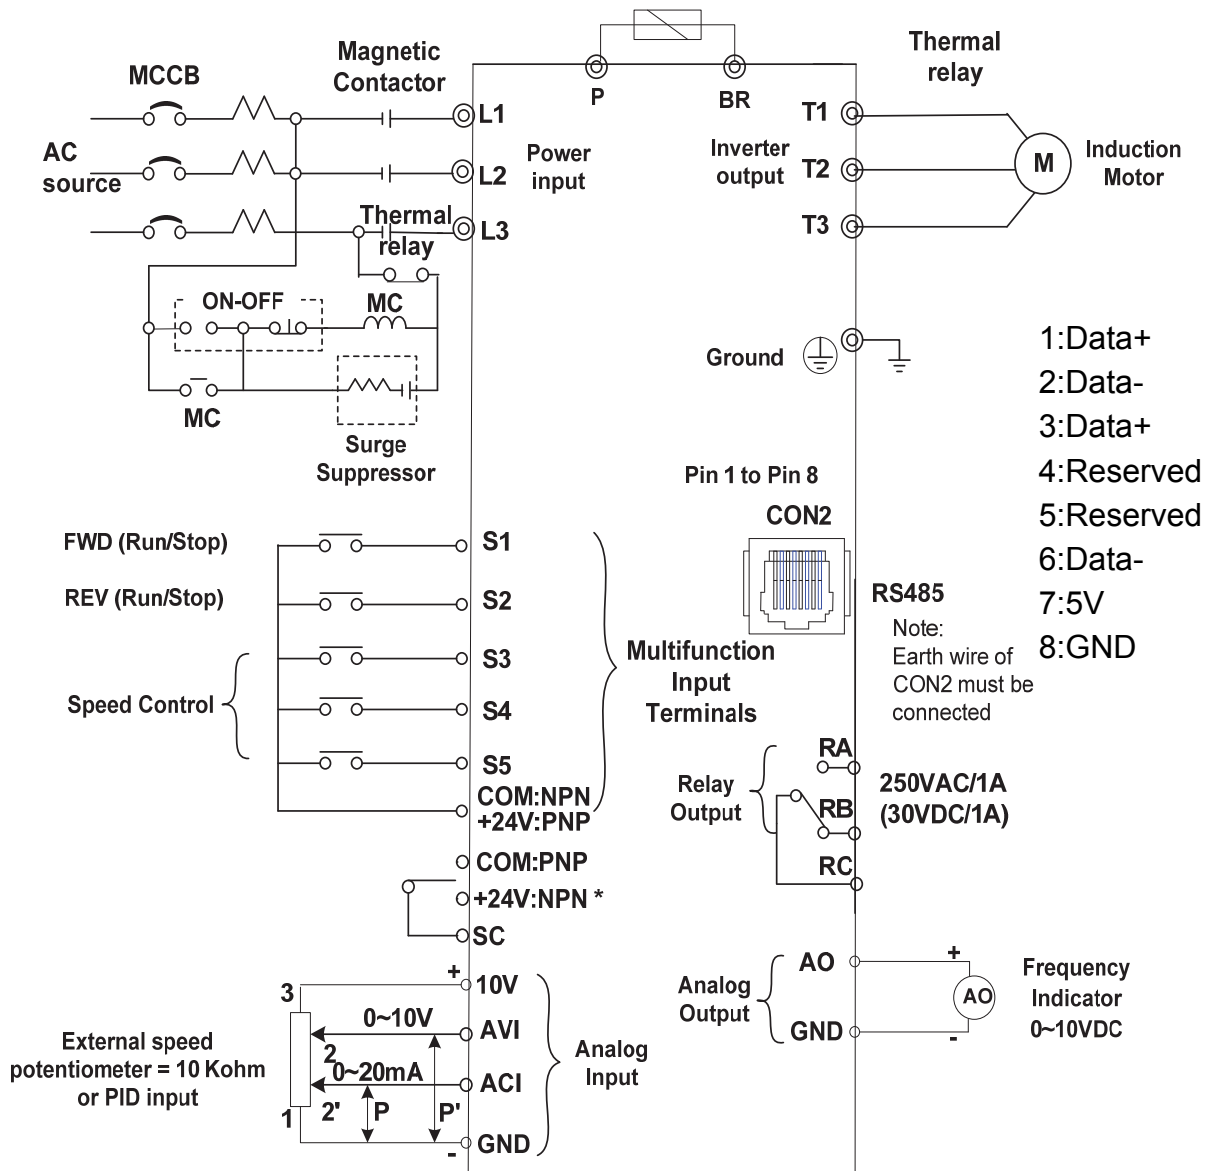 MCCB
Magnetic
Contactor
AC
source
L1
L2
L3
Power
input
Thermal
relay
ON-OFF
MC
MC
Surge
Suppressor
P
BR
Thermal
relay
T1
Inverter
output
T2
T3
M
Induction
Motor
Ground
1:Data+
2:Data-
3:Data+
4:Reserved
5:Reserved
6:Data-
7:5V
8:GND
Pin 1 to Pin 8
CON2
RS485
Note:
Earth wire of
CON2 must be
connected
FWD (Run/Stop)
S1
REV (Run/Stop)
S2
S3
Speed Control
S4
S5
Multifunction
Input
Terminals
COM:NPN
+24V:PNP
COM:PNP
+24V:NPN *
SC
RA
Relay
Output
RB
RC
250VAC/1A
(30VDC/1A)
+
10V
3
0~10V
AVI
2
0~20mA
ACI
2'
P
P'
1
-
GND
External speed
potentiometer = 10 Kohm
or PID input
Analog
Input
Analog
Output
AO
GND
+
AO
-
Frequency
Indicator
0~10VDC